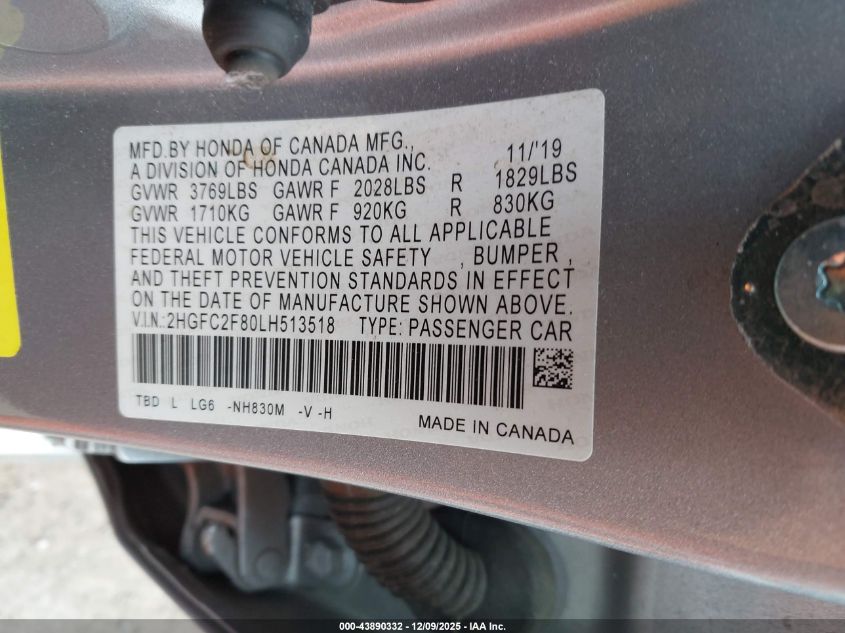 MFD.BY HONDA OF CANADA MFG., 11/'19
A DIVISION OF HONDA CANADA INC.
GVWR 3769LBS GAWR F 2028LBS R 1829LBS
GVWR 1710KG GAWR F 920KG R 830KG
THIS VEHICLE CONFORMS TO ALL APPLICABLE
FEDERAL MOTOR VEHICLE SAFETY , BUMPER ,
AND THEFT PREVENTION STANDARDS IN EFFECT
ON THE DATE OF MANUFACTURE SHOWN ABOVE.
V.I.N.:2HGFC2F80LH513518 TYPE: PASSENGER CAR
TBD L LG6 -NH830M -V -H
MADE IN CANADA
000-43890332 - 12/09/2025 - IAA Inc.